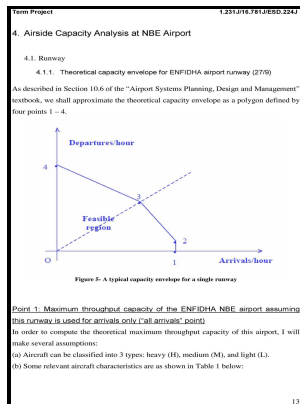 Term Project 1.231J/16.781J/ESD.224J
4. Airside Capacity Analysis at NBE Airport
4.1. Runway
4.1.1. Theoretical capacity envelope for ENFIDHA airport runway (27/9)
As described in Section 10.6 of the “Airport Systems Planning, Design and Management”
textbook, we shall approximate the theoretical capacity envelope as a polygon defined by
four points 1 – 4.
Departures/hour
4
3
Feasible
region
2
O
1
Arrivals/hour
Figure 5- A typical capacity envelope for a single runway
Point 1: Maximum throughput capacity of the ENFIDHA NBE airport assuming
this runway is used for arrivals only (“all arrivals” point)
In order to compute the theoretical maximum throughput capacity of this airport, I will
make several assumptions:
(a) Aircraft can be classified into 3 types: heavy (H), medium (M), and light (L).
(b) Some relevant aircraft characteristics are as shown in Table 1 below:
13